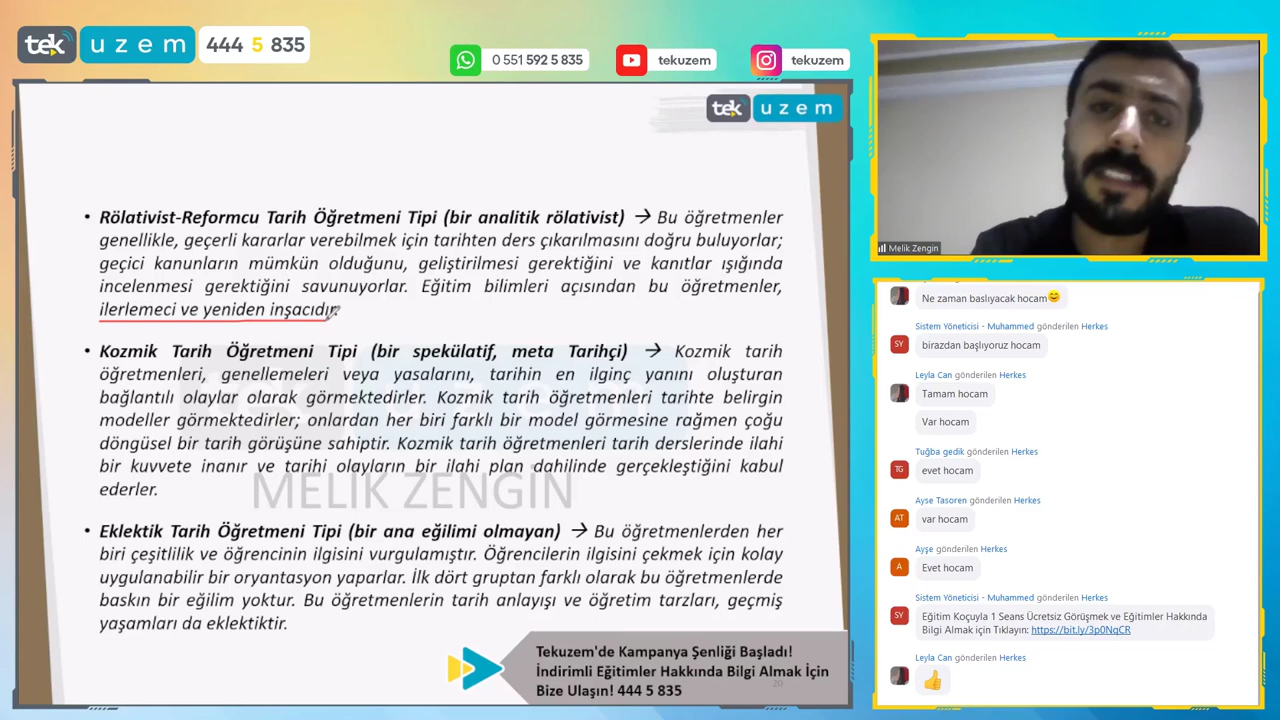 tek uzem 444 5 835
0 551 592 5 835
tekuzem
tekuzem
tek uzem
• Rölativist-Reformcu Tarih Öğretmeni Tipi (bir analitik rölativist) → Bu öğretmenler
genellikle, geçerli kararlar verebilmek için tarihten ders çıkarılmasını doğru buluyorlar;
geçici kanunların mümkün olduğunu, geliştirilmesi gerektiğini ve kanıtlar ışığında
incelenmesi gerektiğini savunuyorlar. Eğitim bilimleri açısından bu öğretmenler,
ilerlemeci ve yeniden inşacıdır.
• Kozmik Tarih Öğretmeni Tipi (bir spekülatif, meta Tarihçi) → Kozmik tarih
öğretmenleri, genellemeleri veya yasalarını, tarihin en ilginç yanını oluşturan
bağlantılı olaylar olarak görmektedirler. Kozmik tarih öğretmenleri tarihte belirgin
modeller görmektedirler; onlardan her biri farklı bir model görmesine rağmen çoğu
döngüsel bir tarih görüşüne sahiptir. Kozmik tarih öğretmenleri tarih derslerinde ilahi
bir kuvvete inanır ve tarihi olayların bir ilahi plan dahilinde gerçekleştiğini kabul
ederler.
MELİK ZENGİN
• Eklektik Tarih Öğretmeni Tipi (bir ana eğilimi olmayan) → Bu öğretmenlerden her
biri çeşitlilik ve öğrencinin ilgisini vurgulamıştır. Öğrencilerin ilgisini çekmek için kolay
uygulanabilir bir oryantasyon yaparlar. İlk dört gruptan farklı olarak bu öğretmenlerde
baskın bir eğilim yoktur. Bu öğretmenlerin tarih anlayışı ve öğretim tarzları, geçmiş
yaşamları da eklektiktir.
Tekuzem'de Kampanya Şenliği Başladı!
İndirimli Eğitimler Hakkında Bilgi Almak İçin
Bize Ulaşın! 444 5 835
20
Melik Zengin
Ne zaman baslıyacak hocam😊
Sistem Yöneticisi - Muhammed gönderilen Herkes
SY birazdan başlıyoruz hocam
Leyla Can gönderilen Herkes
Tamam hocam
Var hocam
Tuğba gedik gönderilen Herkes
TG evet hocam
Ayse Tasoren gönderilen Herkes
AT var hocam
Ayşe gönderilen Herkes
A Evet hocam
Sistem Yöneticisi - Muhammed gönderilen Herkes
SY Eğitim Koçuyla 1 Seans Ücretsiz Görüşmek ve Eğitimler Hakkında
Bilgi Almak için Tıklayın: https://bit.ly/3p0NqCR
Leyla Can gönderilen Herkes
👍